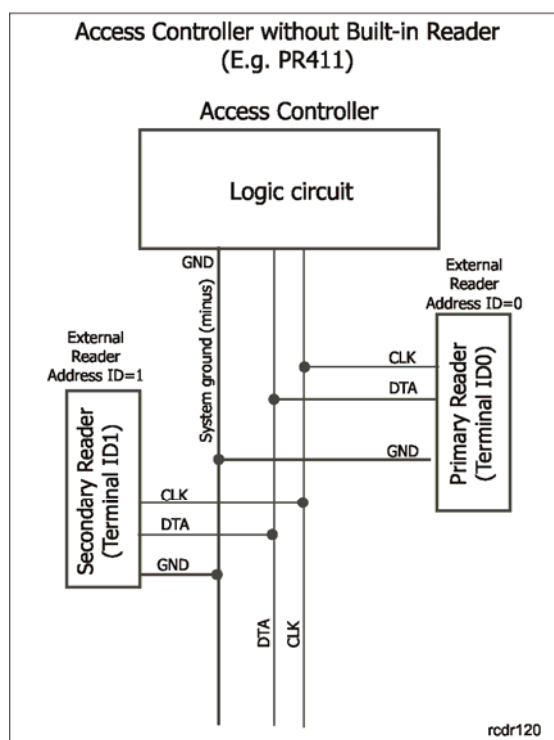 Access Controller without Built-in Reader
(E.g. PR411)
Access Controller
Logic circuit
GND
System ground (minus)
External
Reader
Address ID=0
CLK
DTA
GND
Primary Reader
(Terminal ID0)
External
Reader
Address ID=1
Secondary Reader
(Terminal ID1)
CLK
DTA
GND
DTA
CLK
rcdr120